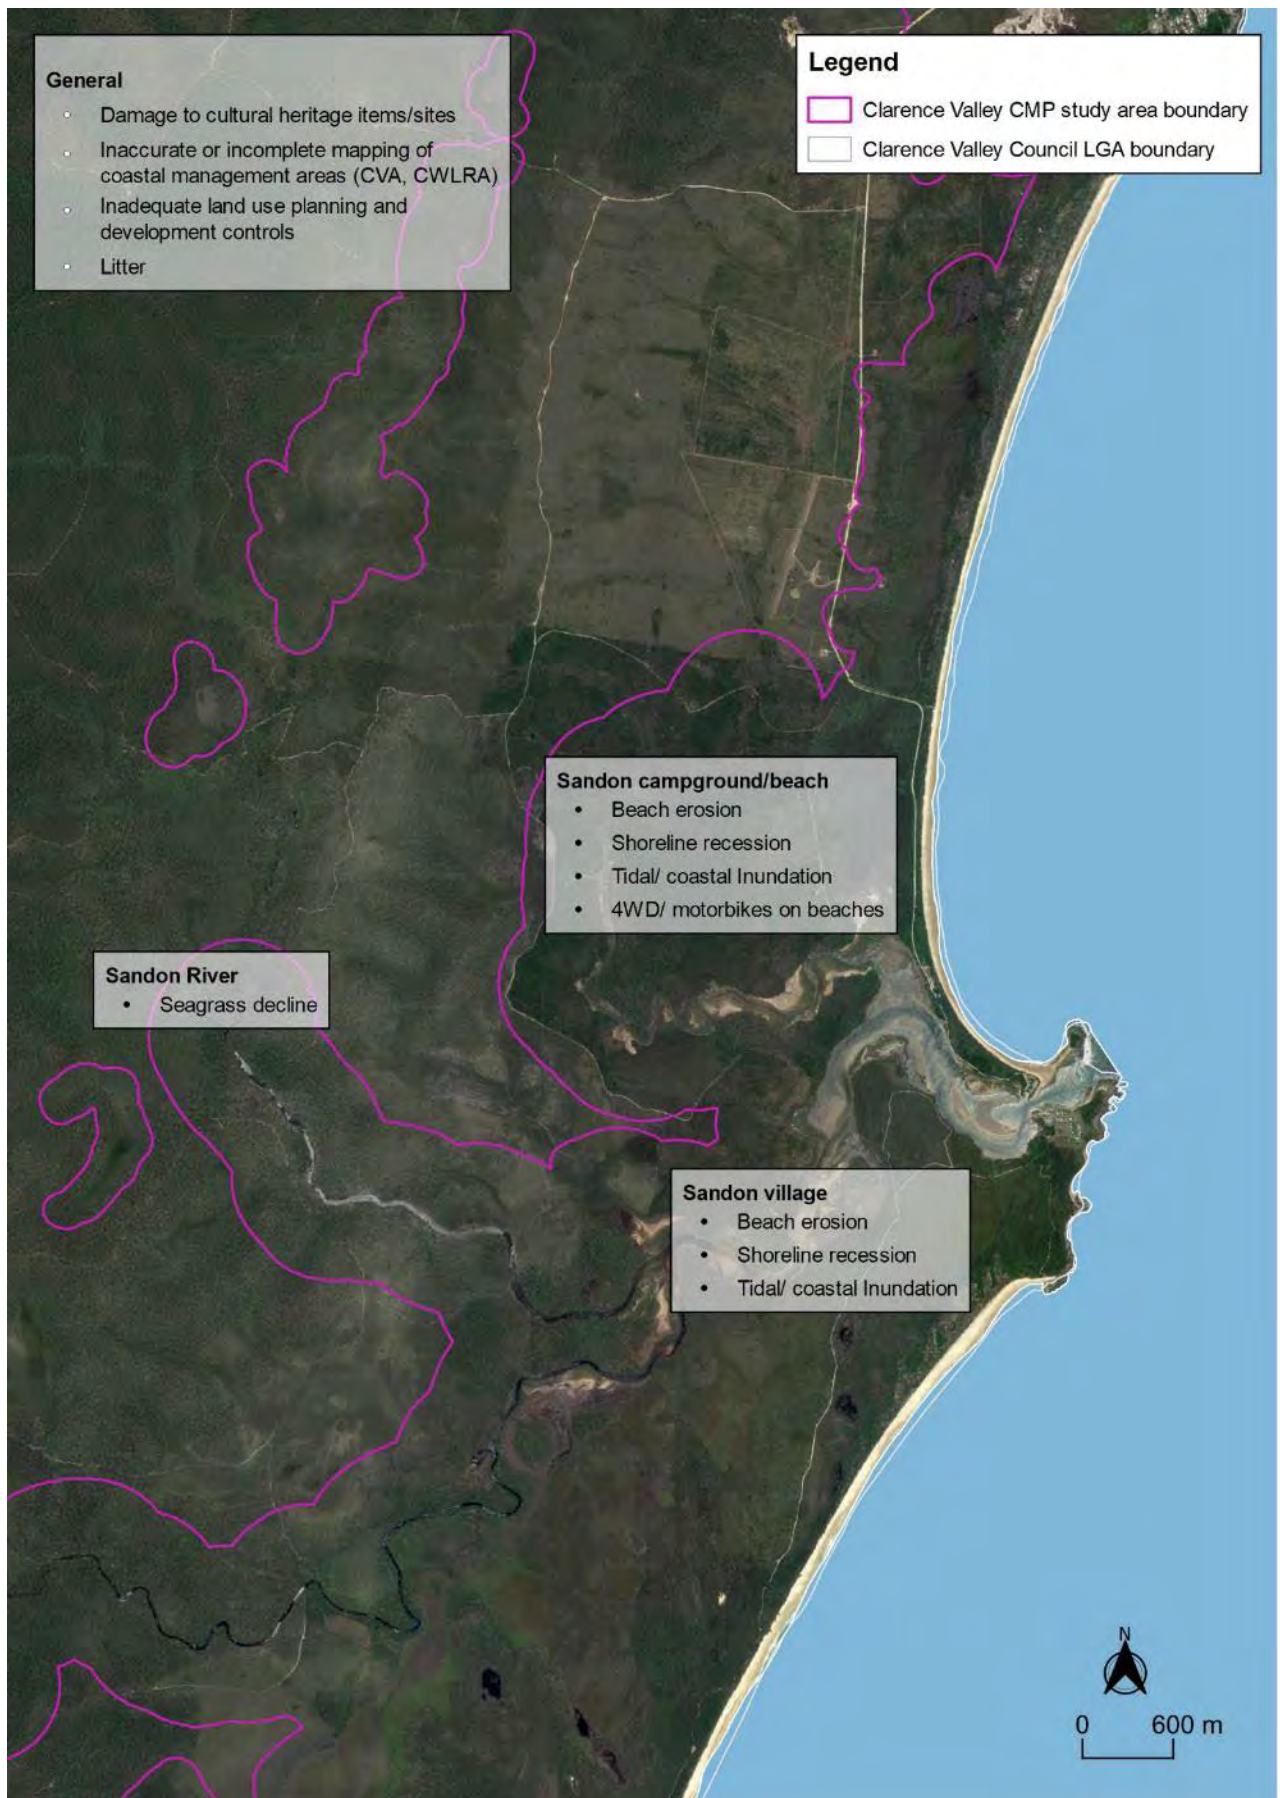 General
Damage to cultural heritage items/sites
Inaccurate or incomplete mapping of
coastal management areas (CVA, CWLRA)
Inadequate land use planning and
development controls
Litter
Legend
Clarence Valley CMP study area boundary
Clarence Valley Council LGA boundary
Sandon campground/beach
• Beach erosion
• Shoreline recession
• Tidal/ coastal Inundation
• 4WD/ motorbikes on beaches
Sandon River
• Seagrass decline
Sandon village
• Beach erosion
• Shoreline recession
• Tidal/ coastal Inundation
N
0 600 m